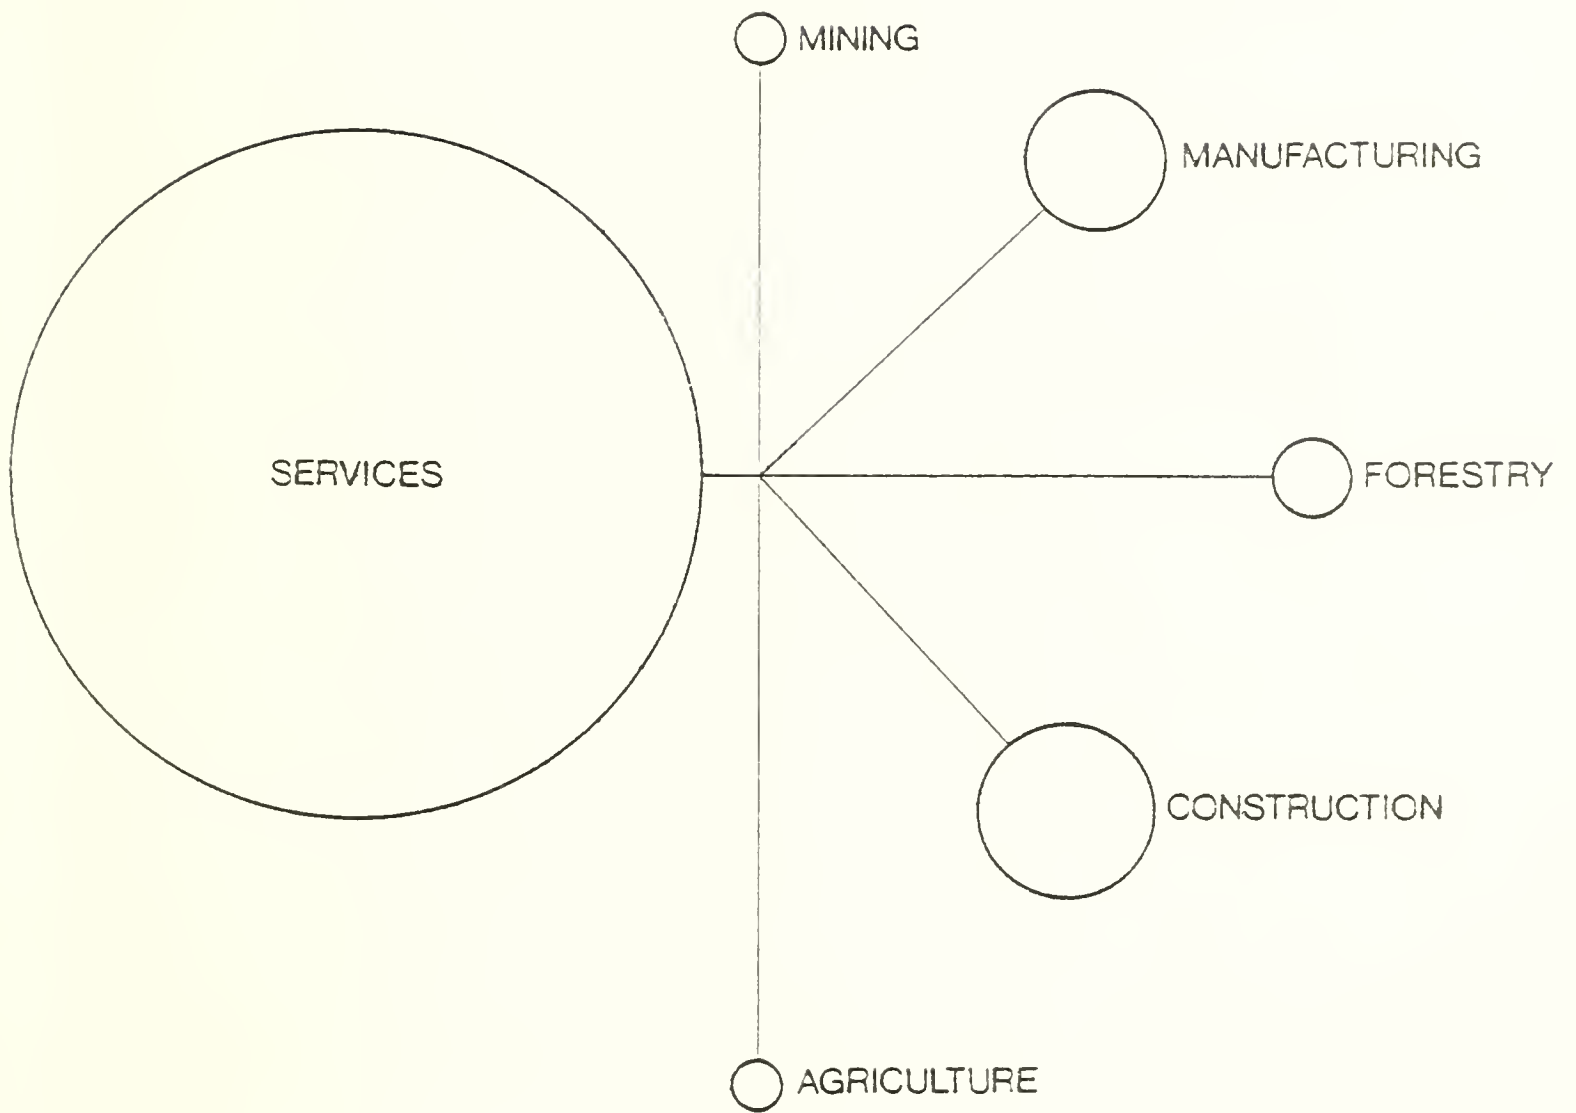 MINING
MANUFACTURING
SERVICES
FORESTRY
CONSTRUCTION
AGRICULTURE